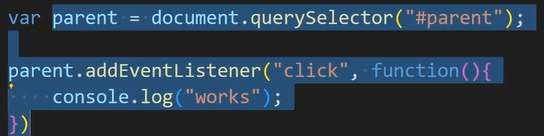 var parent = document.querySelector("#parent");
parent.addEventListener("click", function(){
    console.log("works");
})